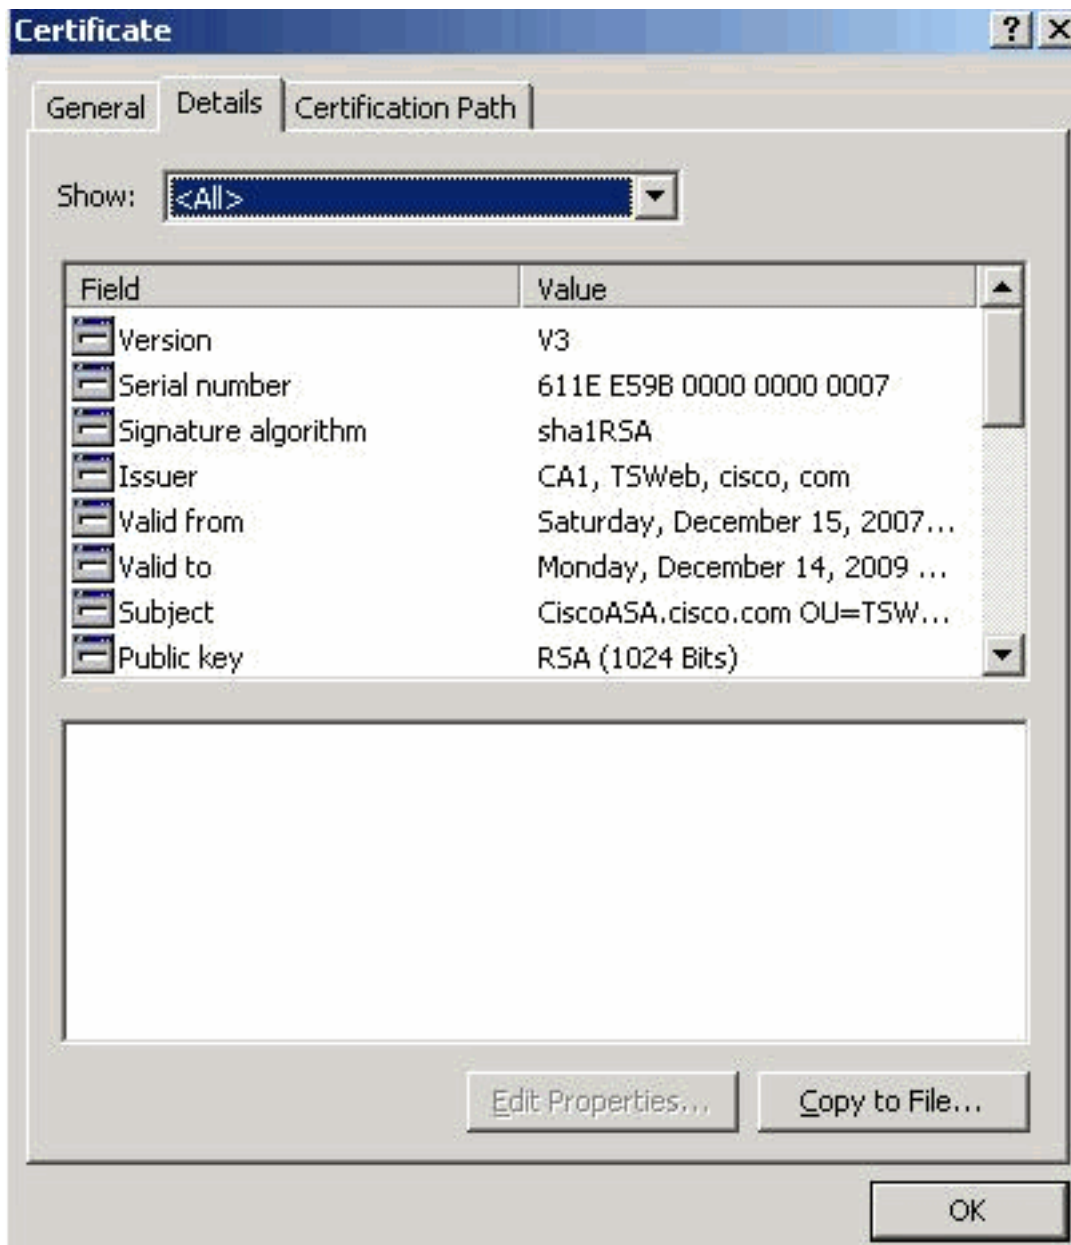 Certificate
General Details Certification Path
Show: <All>
Field Value
Version V3
Serial number 611E E59B 0000 0000 0007
Signature algorithm sha1RSA
Issuer CA1, TSWeb, cisco, com
Valid from Saturday, December 15, 2007...
Valid to Monday, December 14, 2009 ...
Subject CiscoASA.cisco.com OU=TSW...
Public key RSA (1024 Bits)
Edit Properties... Copy to File...
OK